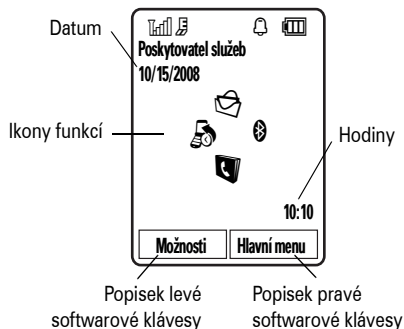 Datum
Poskytovatel služeb
10/15/2008
Ikony funkcí
Hodiny
10:10
Možnosti
Hlavní menu
Popisek levé
softwarové klávesy
Popisek pravé
softwarové klávesy